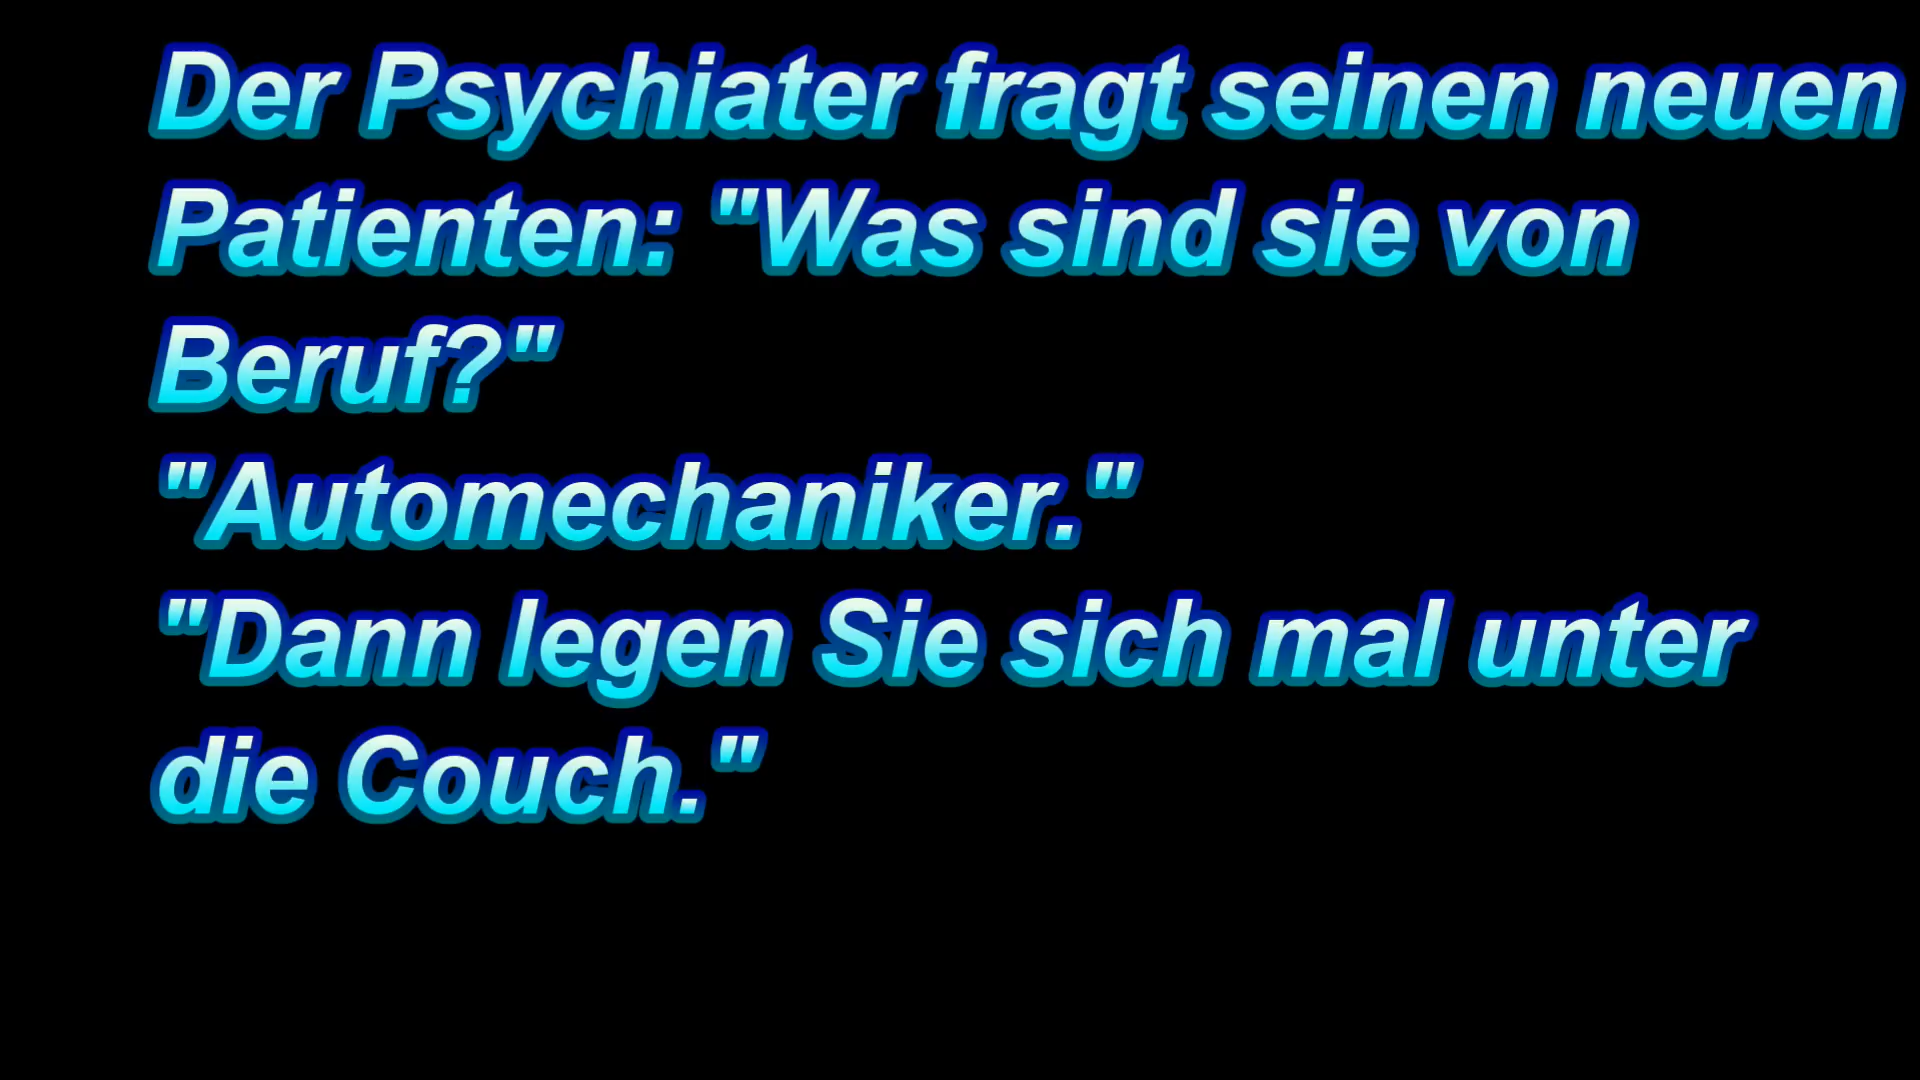 Der Psychiater fragt seinen neuen
Patienten: "Was sind sie von
Beruf?"
"Automechaniker."
"Dann legen Sie sich mal unter
die Couch."